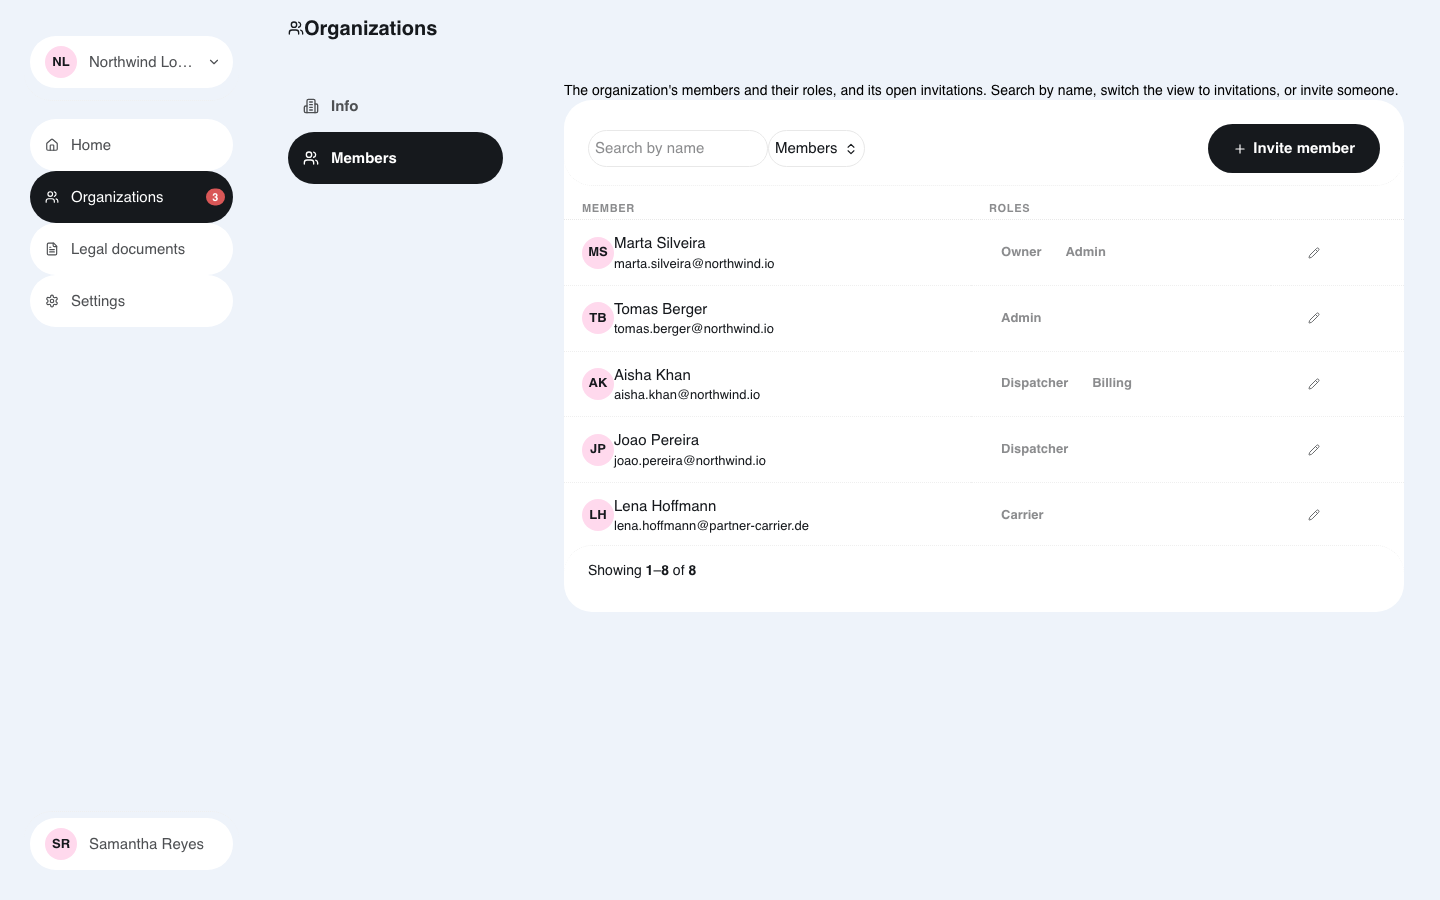 Organizations
NL Northwind Lo...
Home
Organizations 3
Legal documents
Settings
Info
Members
The organization's members and their roles, and its open invitations. Search by name, switch the view to invitations, or invite someone.
Search by name
Members
Invite member
MEMBER ROLES
MS Marta Silveira Owner Admin
marta.silveira@northwind.io
TB Tomas Berger Admin
tomas.berger@northwind.io
AK Aisha Khan Dispatcher Billing
aisha.khan@northwind.io
JP Joao Pereira Dispatcher
joao.pereira@northwind.io
LH Lena Hoffmann Carrier
lena.hoffmann@partner-carrier.de
Showing 1–8 of 8
SR Samantha Reyes